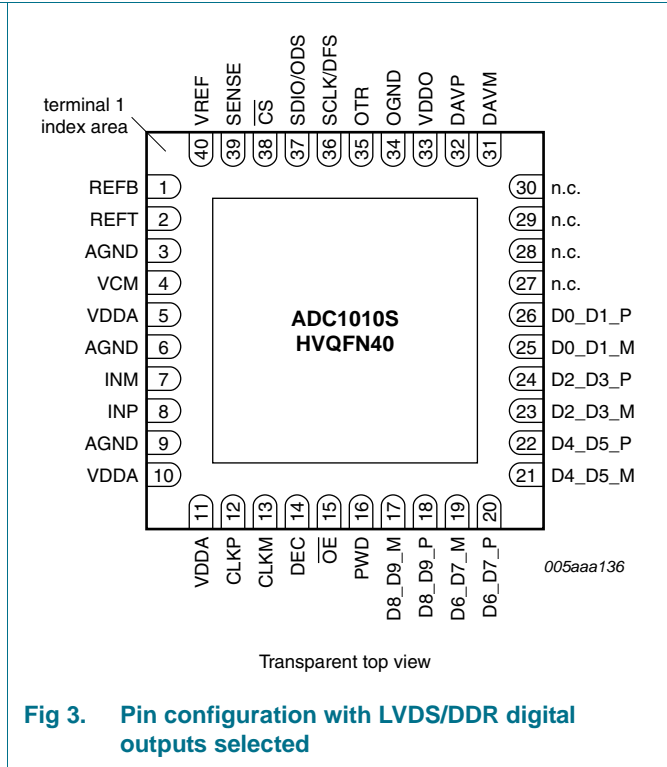 terminal 1
index area
VREF
SENSE
CS
SDIO/ODS
SCLK/DFS
OTR
OGND
VDDO
DAVP
DAVM
40
39
38
37
36
35
34
33
32
31
REFB 1
REFT 2
AGND 3
VCM 4
VDDA 5
AGND 6
INM 7
INP 8
AGND 9
VDDA 10
ADC1010S
HVQFN40
30 n.c.
29 n.c.
28 n.c.
27 n.c.
26 D0_D1_P
25 D0_D1_M
24 D2_D3_P
23 D2_D3_M
22 D4_D5_P
21 D4_D5_M
11
12
13
14
15
16
17
18
19
20
VDDA
CLKP
CLKM
DEC
OE
PWD
D8_D9_M
D8_D9_P
D6_D7_M
D6_D7_P
005aaa136
Transparent top view
Fig 3. Pin configuration with LVDS/DDR digital
outputs selected